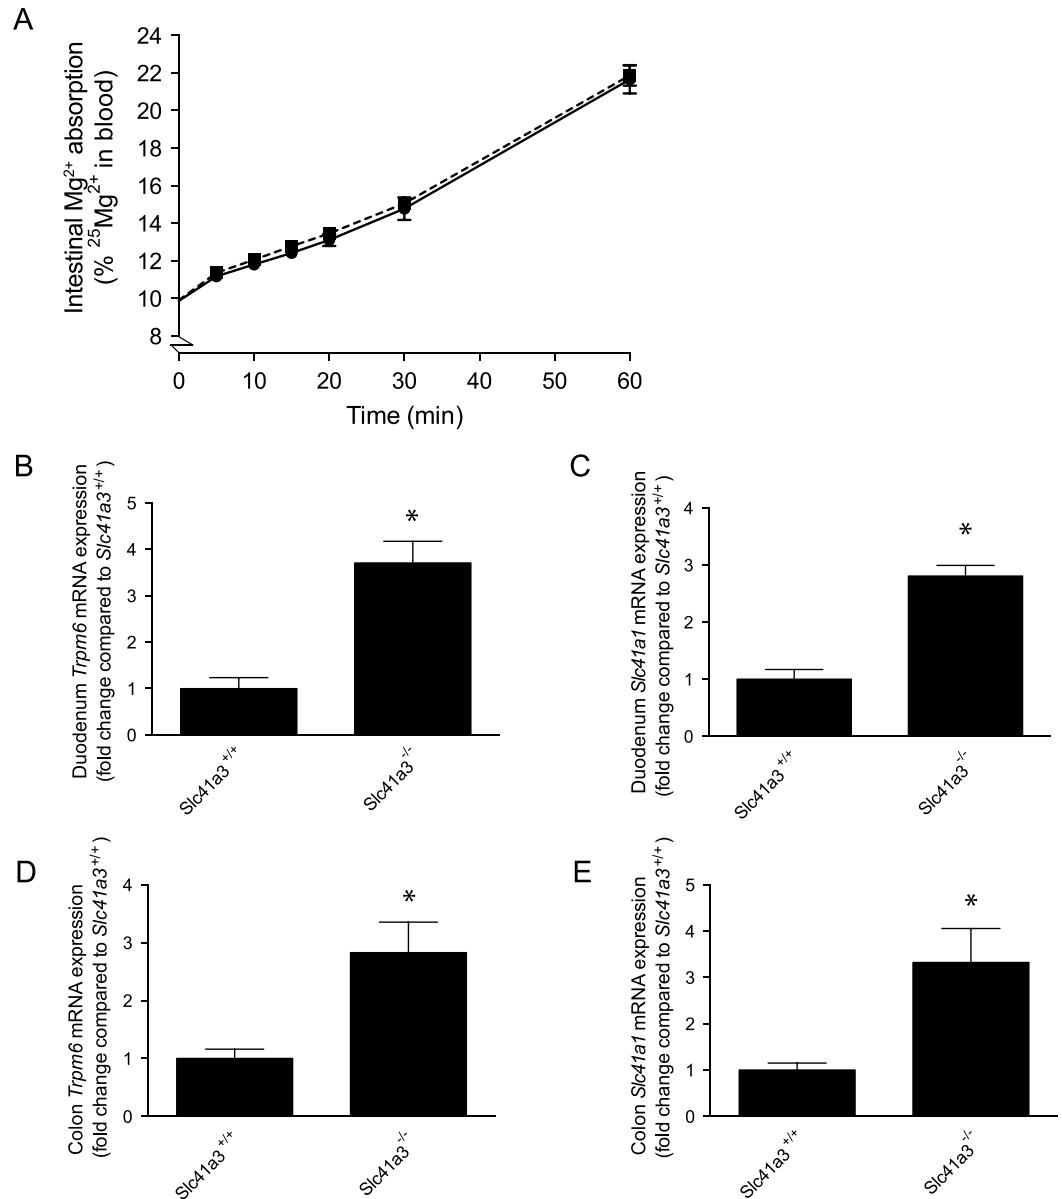 A
Intestinal Mg2+ absorption
(% 25Mg2+ in blood)
24
22
20
18
16
14
12
10
8
0 10 20 30 40 50 60
Time (min)
B
Duodenum Trpm6 mRNA expression
(fold change compared to Slc41a3+/+)
5
4
3
2
1
0
*
Slc41a3+/+
Slc41a3-/-
C
Duodenum Slc41a1 mRNA expression
(fold change compared to Slc41a3+/+)
4
3
2
1
0
*
Slc41a3+/+
Slc41a3-/-
D
Colon Trpm6 mRNA expression
(fold change compared to Slc41a3+/+)
4
3
2
1
0
*
Slc41a3+/+
Slc41a3-/-
E
Colon Slc41a1 mRNA expression
(fold change compared to Slc41a3+/+)
5
4
3
2
1
0
*
Slc41a3+/+
Slc41a3-/-